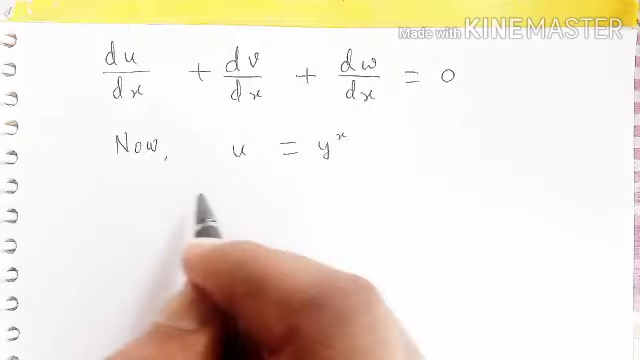 Made with KINEMASTER
du/dx + dv/dx + dw/dx = 0
Now, u = y^x